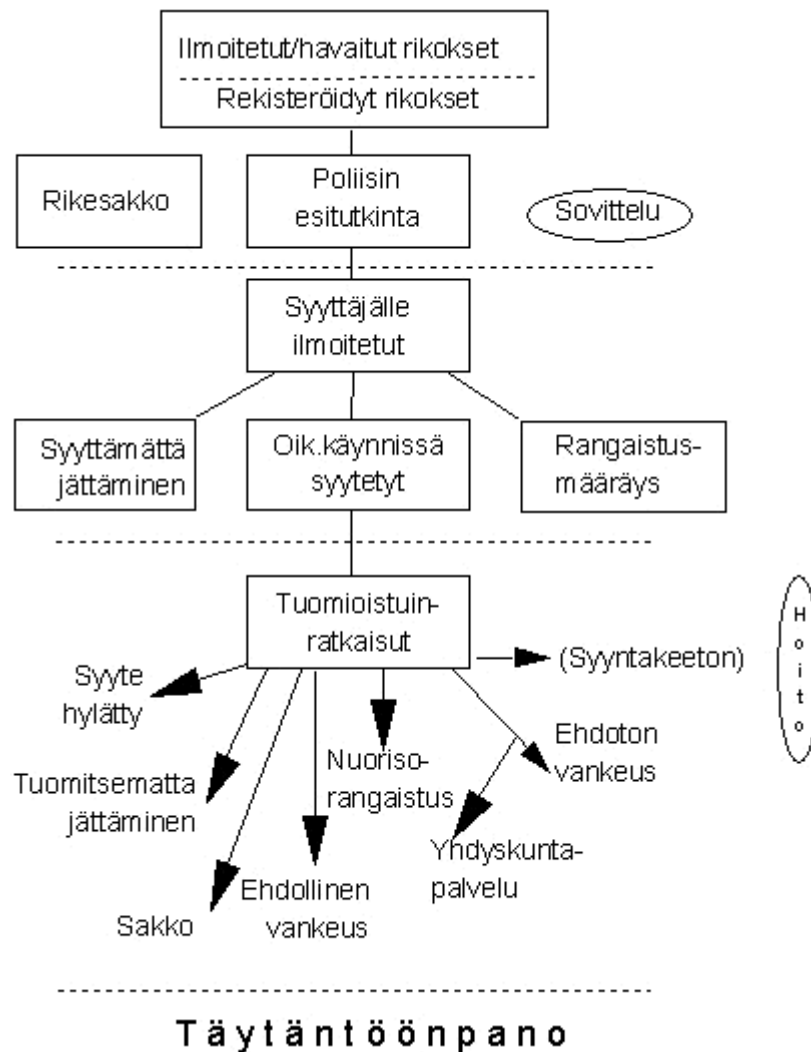 Ilmoitetut/havaitut rikokset
Rekisteröidyt rikokset
Rikesakko
Poliisin
esitutkinta
Sovittelu
Syyttäjälle
ilmoitetut
Syyttämättä
jättäminen
Oik.käynnissä
syytetyt
Rangaistus-
määräys
Tuomioistuin-
ratkaisut
Hoito
Syyte
hylätty
(Syyntakeeton)
Tuomitsematta
jättäminen
Nuoriso-
rangaistus
Ehdoton
vankeus
Sakko
Ehdollinen
vankeus
Yhdyskunta-
palvelu
Täytäntöönpano